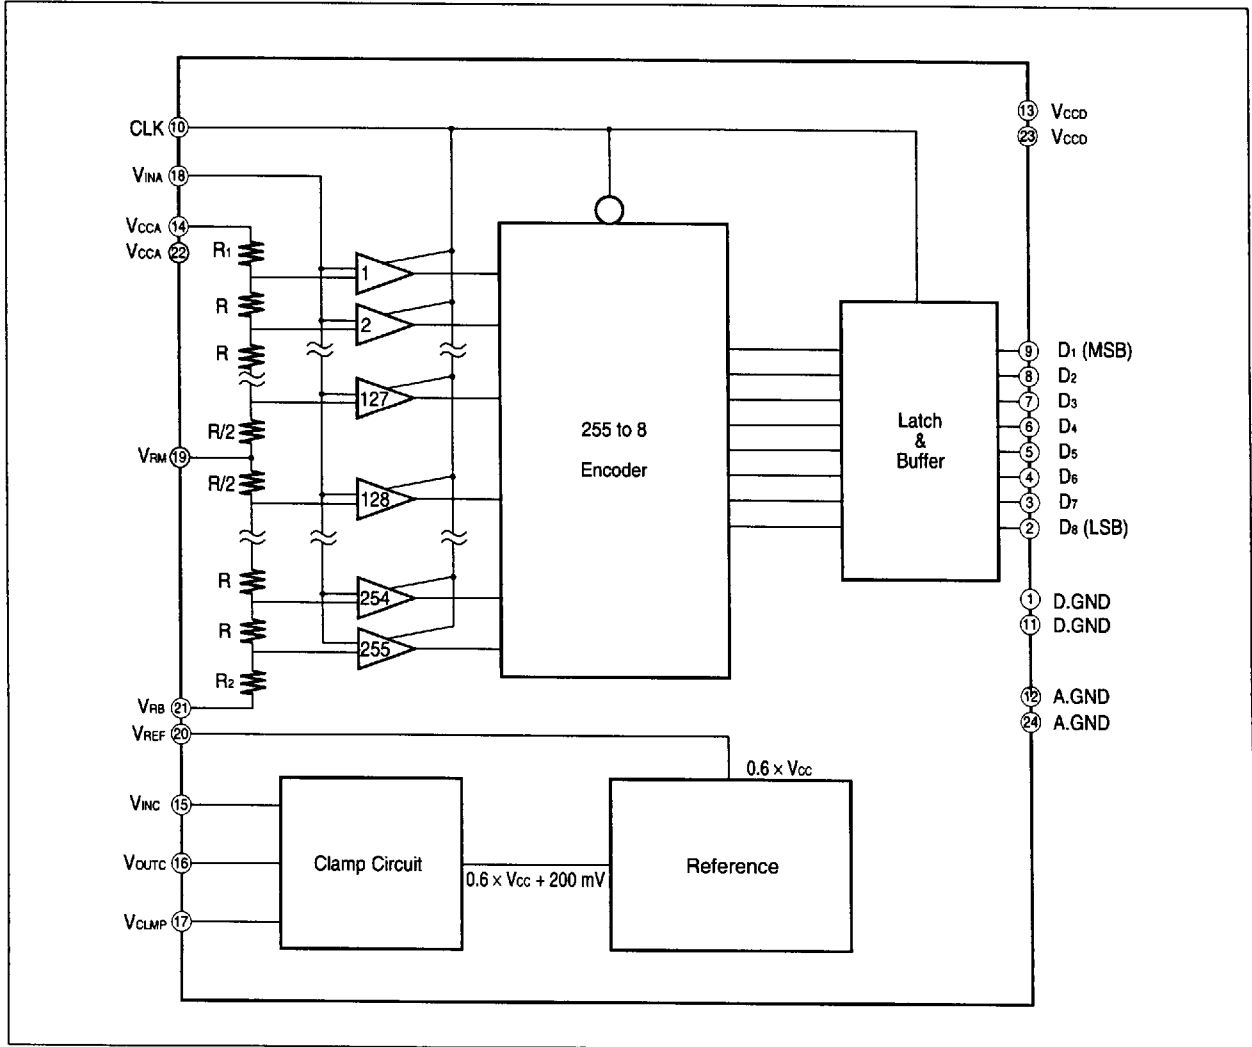 CLK 10
VINA 18
VCCA 14
VCCA 22
R1
R
R
R/2
VRM 19
R/2
R
R
R2
VRB 21
VREF 20
VINC 15
VOUTC 16
VCLMP 17
1
2
127
128
254
255
255 to 8
Encoder
Latch
&
Buffer
13 VCCD
23 VCCD
9 D1 (MSB)
8 D2
7 D3
6 D4
5 D5
4 D6
3 D7
2 D8 (LSB)
1 D.GND
11 D.GND
12 A.GND
24 A.GND
0.6 × VCC
Clamp Circuit
0.6 × VCC + 200 mV
Reference